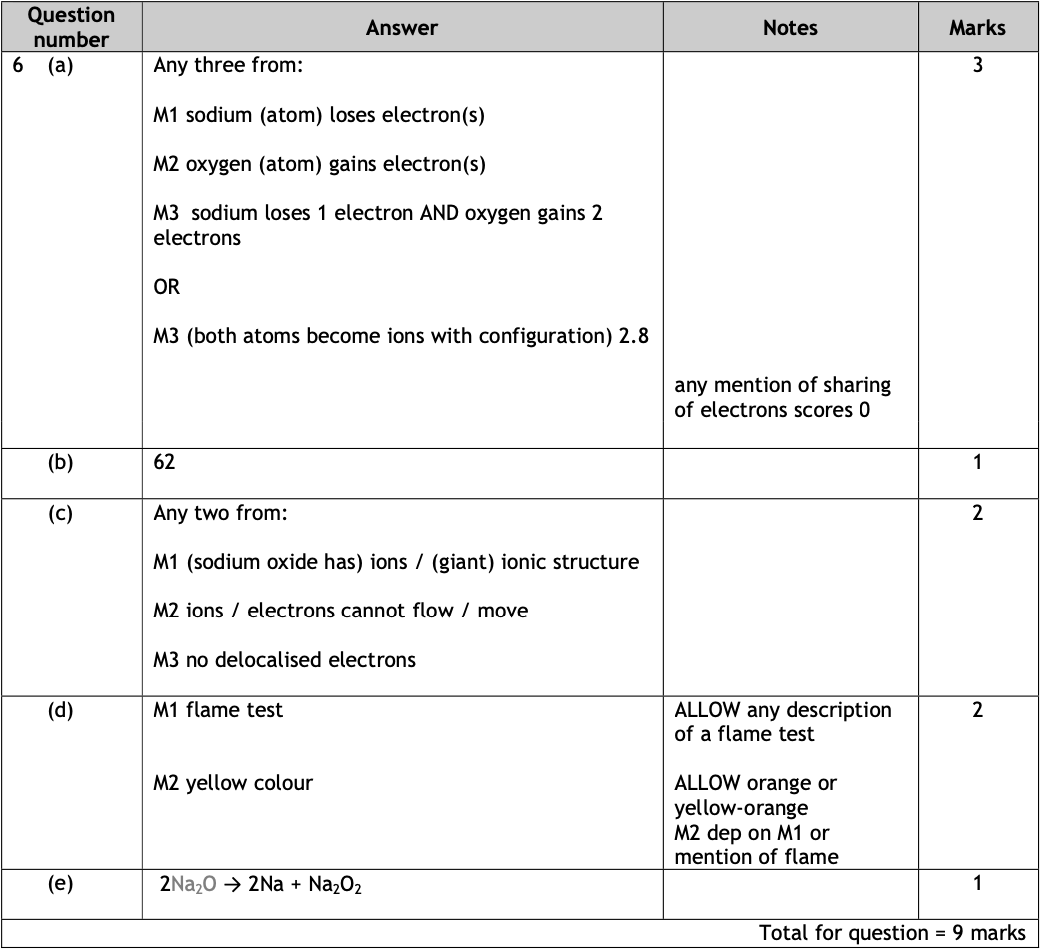 Question number Answer Notes Marks
6 (a) Any three from: 3
M1 sodium (atom) loses electron(s)
M2 oxygen (atom) gains electron(s)
M3 sodium loses 1 electron AND oxygen gains 2
electrons
OR
M3 (both atoms become ions with configuration) 2.8
any mention of sharing
of electrons scores 0
(b) 62 1
(c) Any two from: 2
M1 (sodium oxide has) ions / (giant) ionic structure
M2 ions / electrons cannot flow / move
M3 no delocalised electrons
(d) M1 flame test ALLOW any description 2
of a flame test
M2 yellow colour ALLOW orange or
yellow-orange
M2 dep on M1 or
mention of flame
(e) 2Na₂O → 2Na + Na₂O₂ 1
Total for question = 9 marks